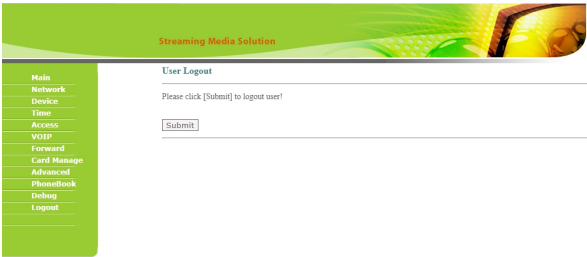 Streaming Media Solution
Main
Network
Device
Time
Access
VOIP
Forward
Card Manage
Advanced
PhoneBook
Debug
Logout
User Logout
Please click [Submit] to logout user!
Submit